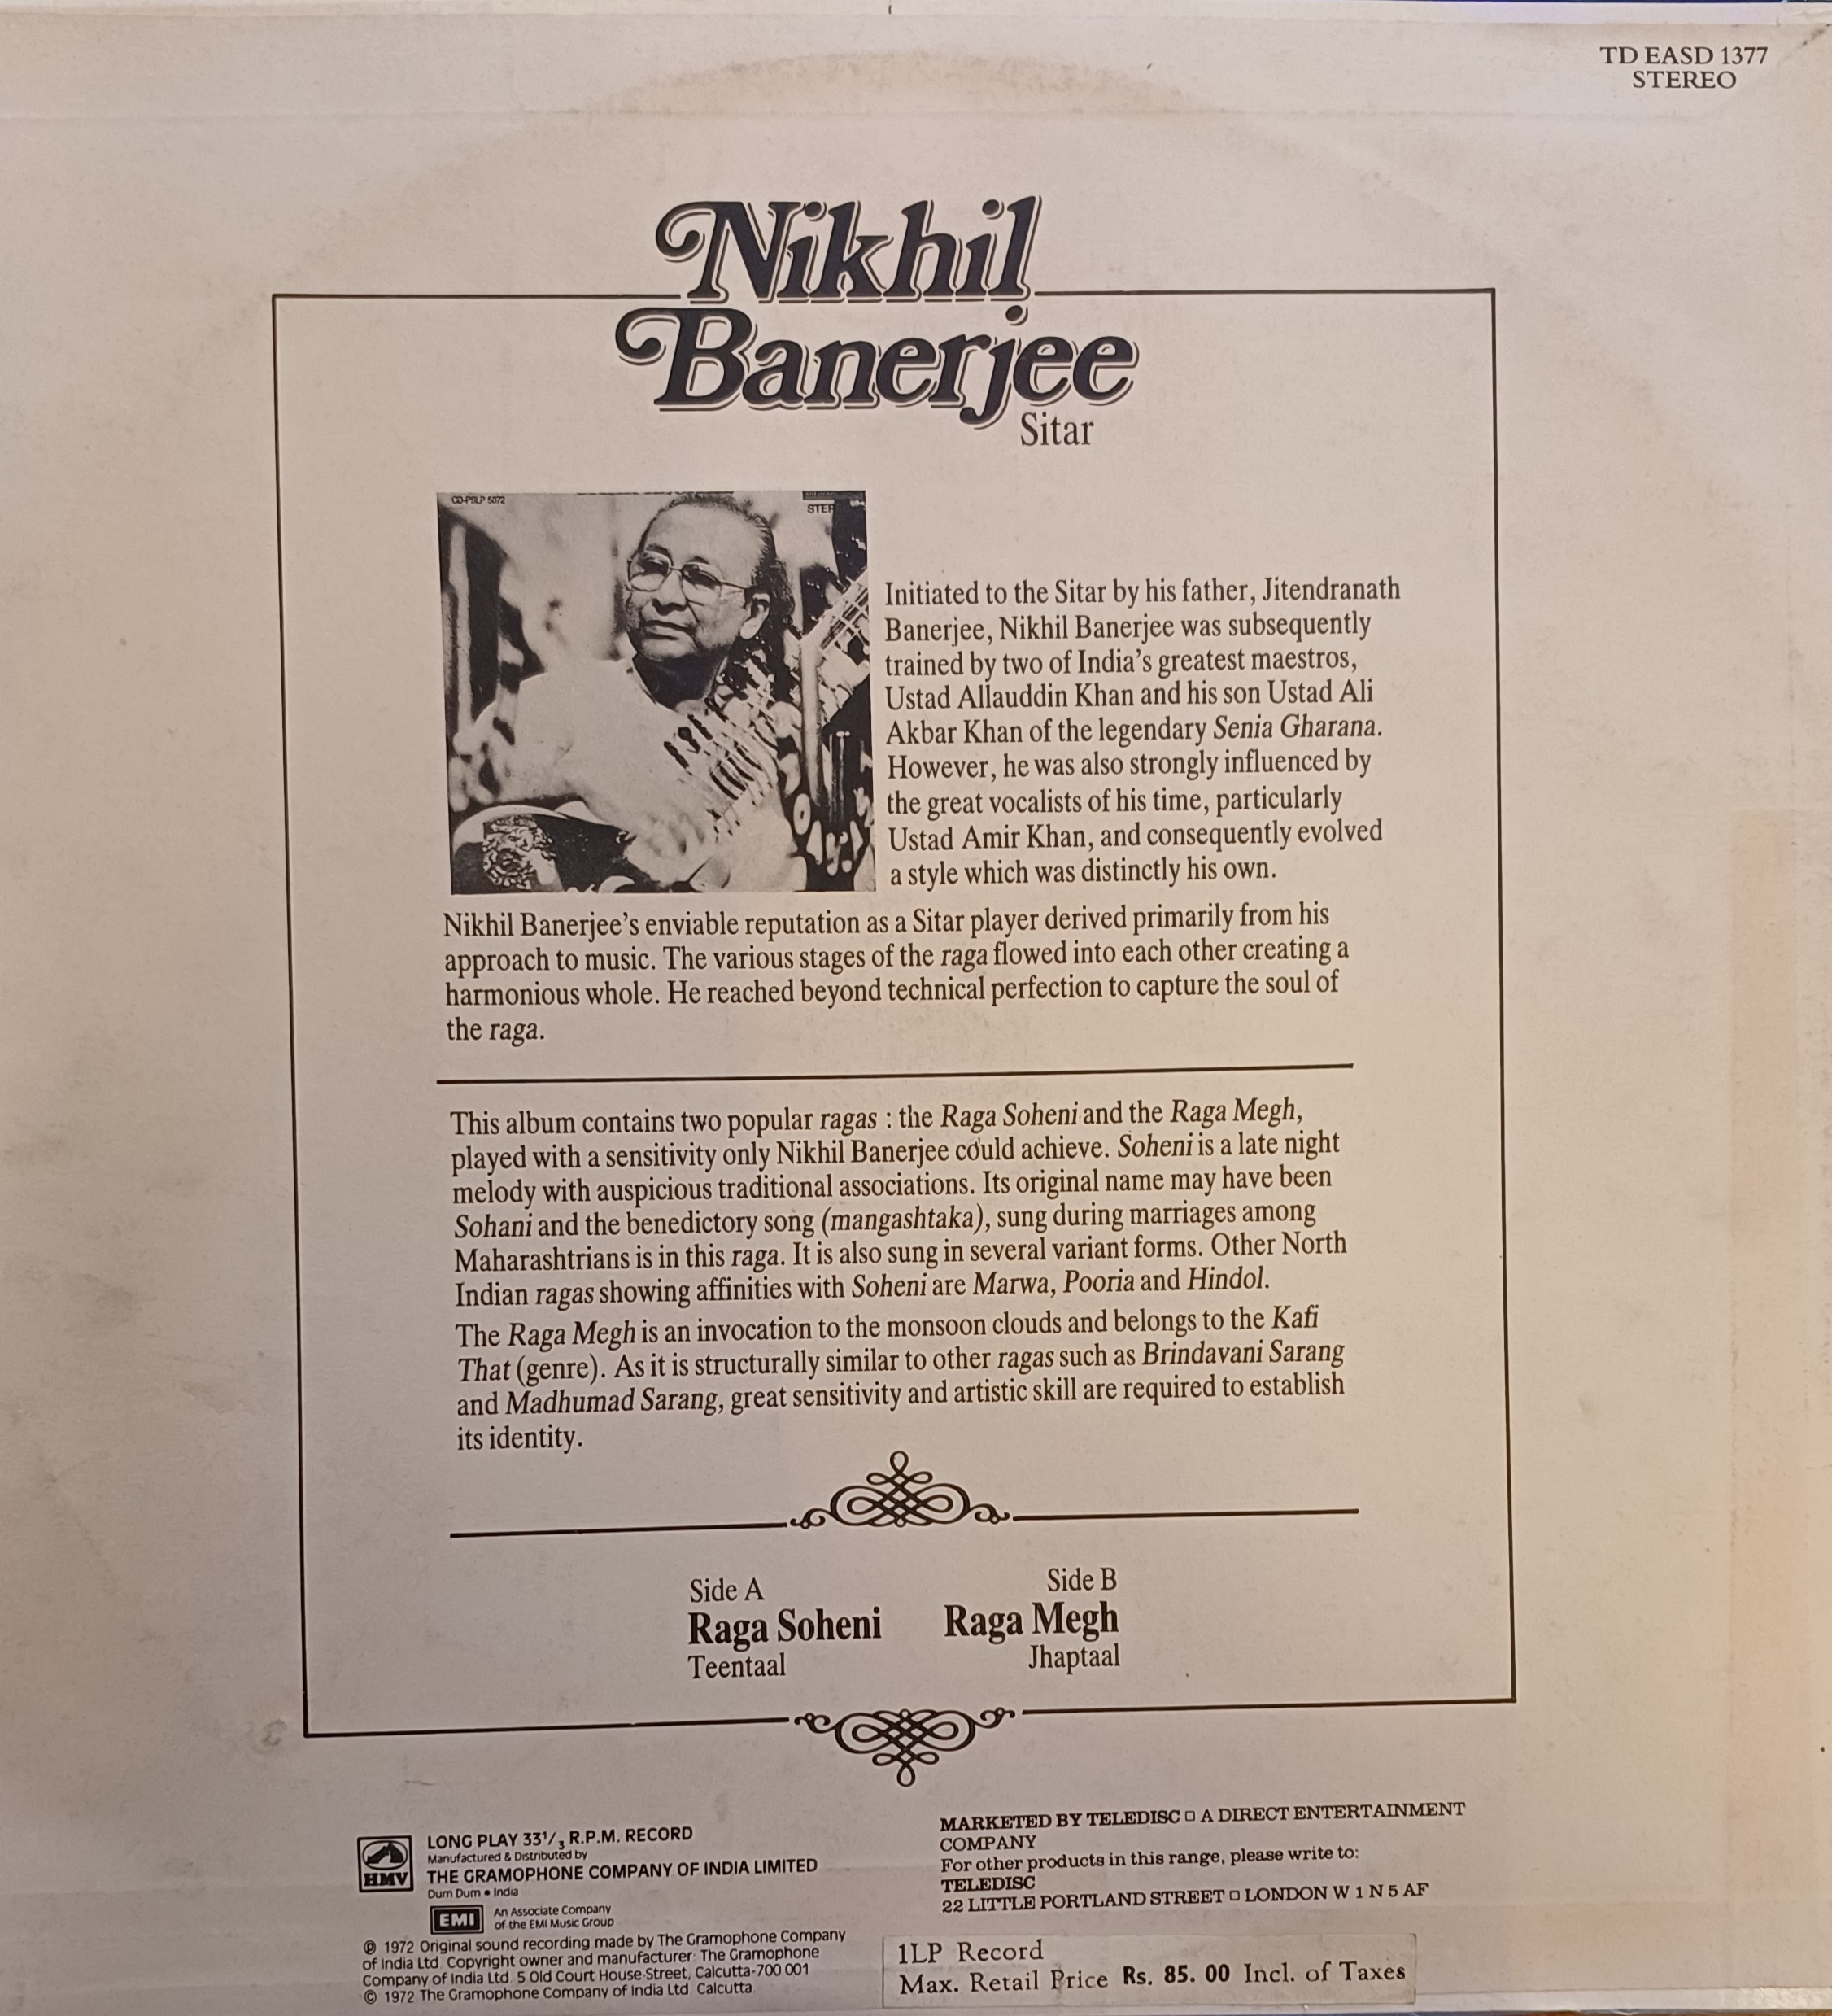 TD EASD 1377
STEREO
Nikhil
Banerjee
Sitar
CD-PSLP 5072
Initiated to the Sitar by his father, Jitendranath
Banerjee, Nikhil Banerjee was subsequently
trained by two of India's greatest maestros,
Ustad Allauddin Khan and his son Ustad Ali
Akbar Khan of the legendary Senia Gharana.
However, he was also strongly influenced by
the great vocalists of his time, particularly
Ustad Amir Khan, and consequently evolved
a style which was distinctly his own.
Nikhil Banerjee's enviable reputation as a Sitar player derived primarily from his
approach to music. The various stages of the raga flowed into each other creating a
harmonious whole. He reached beyond technical perfection to capture the soul of
the raga.
This album contains two popular ragas : the Raga Soheni and the Raga Megh,
played with a sensitivity only Nikhil Banerjee could achieve. Soheni is a late night
melody with auspicious traditional associations. Its original name may have been
Sohani and the benedictory song (mangashtaka), sung during marriages among
Maharashtrians is in this raga. It is also sung in several variant forms. Other North
Indian ragas showing affinities with Soheni are Marwa, Pooria and Hindol.
The Raga Megh is an invocation to the monsoon clouds and belongs to the Kafi
That (genre). As it is structurally similar to other ragas such as Brindavani Sarang
and Madhumad Sarang, great sensitivity and artistic skill are required to establish
its identity.
Side A
Raga Soheni
Teentaal
Side B
Raga Megh
Jhaptaal
HMV
LONG PLAY 33 1/3 R.P.M. RECORD
Manufactured & Distributed by
THE GRAMOPHONE COMPANY OF INDIA LIMITED
Dum Dum • India
EMI
An Associate Company
of the EMI Music Group
℗ 1972 Original sound recording made by The Gramophone Company
of India Ltd. Copyright owner and manufacturer: The Gramophone
Company of India Ltd. 5 Old Court House Street, Calcutta-700 001
© 1972 The Gramophone Company of India Ltd. Calcutta.
MARKETED BY TELEDISC □ A DIRECT ENTERTAINMENT
COMPANY
For other products in this range, please write to:
TELEDISC
22 LITTLE PORTLAND STREET □ LONDON W 1 N 5 AF
1LP Record
Max. Retail Price Rs. 85. 00 Incl. of Taxes